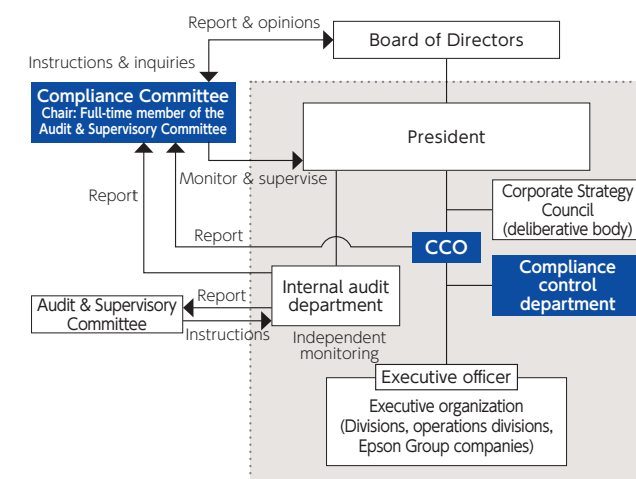 Report & opinions
Board of Directors
Instructions & inquiries
Compliance Committee
Chair: Full-time member of the
Audit & Supervisory Committee
President
Monitor & supervise
Report
Corporate Strategy
Council
(deliberative body)
Report
CCO
Compliance
control
department
Internal audit
department
Report
Audit & Supervisory
Committee
Instructions
Independent
monitoring
Executive officer
Executive organization
(Divisions, operations divisions,
Epson Group companies)